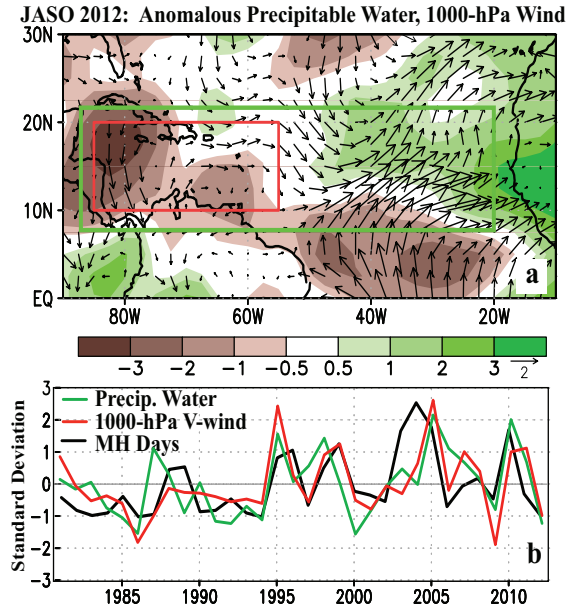 JASO 2012: Anomalous Precipitable Water, 1000-hPa Wind
30N
20N
10N
EQ
80W 60W 40W 20W
a
-3 -2 -1 -0.5 0.5 1 2 3 2
Precip. Water
1000-hPa V-wind
MH Days
Standard Deviation
3
2
1
0
-1
-2
-3
b
1985 1990 1995 2000 2005 2010